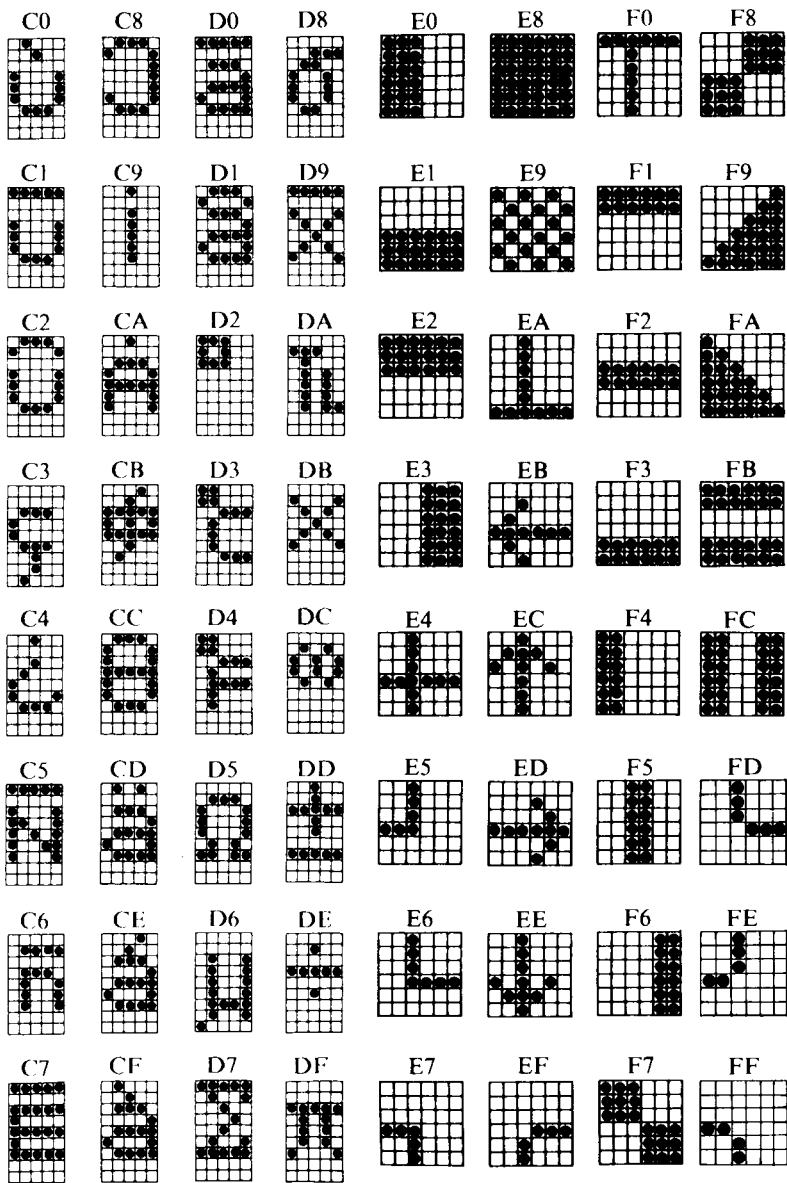 C0 C8 D0 D8 E0 E8 F0 F8
C1 C9 D1 D9 E1 E9 F1 F9
C2 CA D2 DA E2 EA F2 FA
C3 CB D3 DB E3 EB F3 FB
C4 CC D4 DC E4 EC F4 FC
C5 CD D5 DD E5 ED F5 FD
C6 CE D6 DE E6 EE F6 FE
C7 CF D7 DF E7 EF F7 FF